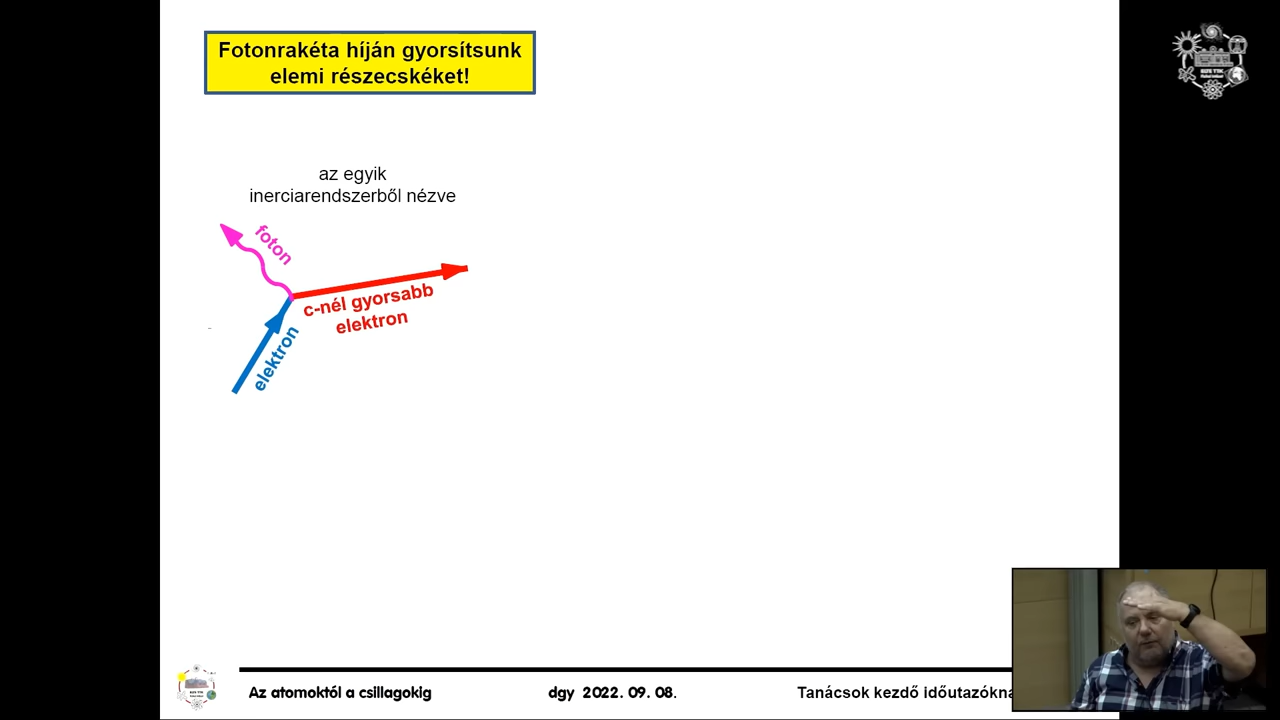 Fotonrakéta híján gyorsítsunk
elemi részecskéket!
az egyik
inerciarendszerből nézve
foton
c-nél gyorsabb
elektron
elektron
Az atomoktól a csillagokig
dgy 2022. 09. 08.
Tanácsok kezdő időutazókna